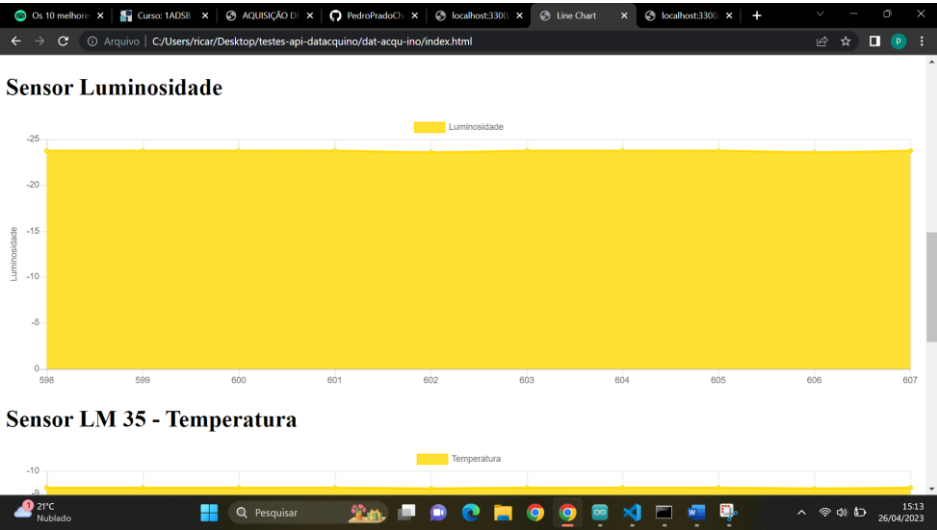 Os 10 melhore
Curso: 1ADSB
AQUISIÇÃO DE
PedroPradoCh
localhost:3300
Line Chart
localhost:3300
Arquivo | C:/Users/ricar/Desktop/testes-api-datacquino/dat-acqu-ino/index.html
P
Sensor Luminosidade
Luminosidade
-25
-20
-15
-10
-5
0
Luminosidade
598 599 600 601 602 603 604 605 606 607
Sensor LM 35 - Temperatura
Temperatura
-10
-9
1
21°C
Nublado
Pesquisar
15:13
26/04/2023